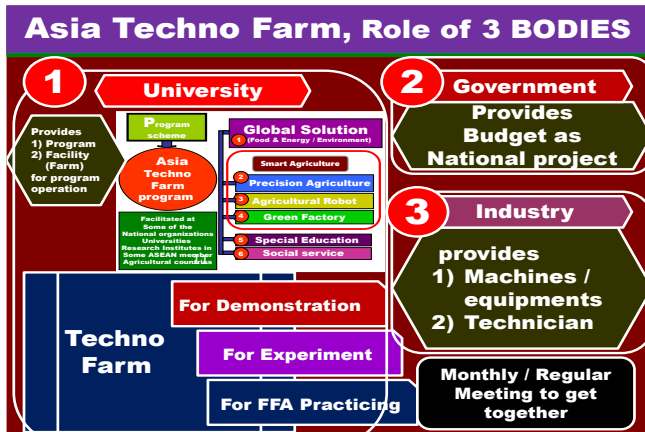 Asia Techno Farm, Role of 3 BODIES
1
University
Provides
1) Program
2) Facility
(Farm)
for program
operation
Program
scheme
Asia
Techno
Farm
program
Facilitated at
Some of the
National organizations
Universities
Research Institutes in
Some ASEAN member
Agricultural countries
Global Solution
1 (Food & Energy / Environment)
Smart Agriculture
2 Precision Agriculture
3 Agricultural Robot
4 Green Factory
5 Special Education
6 Social service
Techno
Farm
For Demonstration
For Experiment
For FFA Practicing
2
Government
Provides
Budget as
National project
3
Industry
provides
1) Machines /
equipments
2) Technician
Monthly / Regular
Meeting to get
together